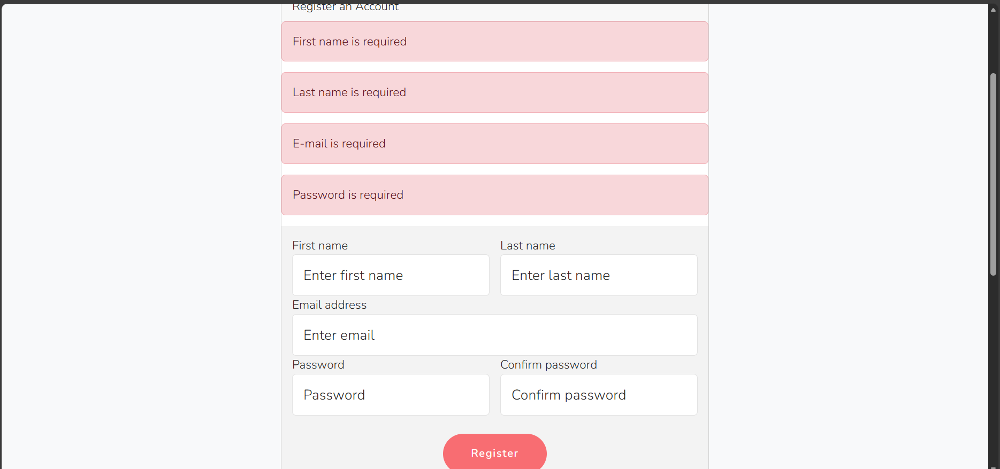 Register an Account
First name is required
Last name is required
E-mail is required
Password is required
First name Last name
Enter first name Enter last name
Email address
Enter email
Password Confirm password
Password Confirm password
Register